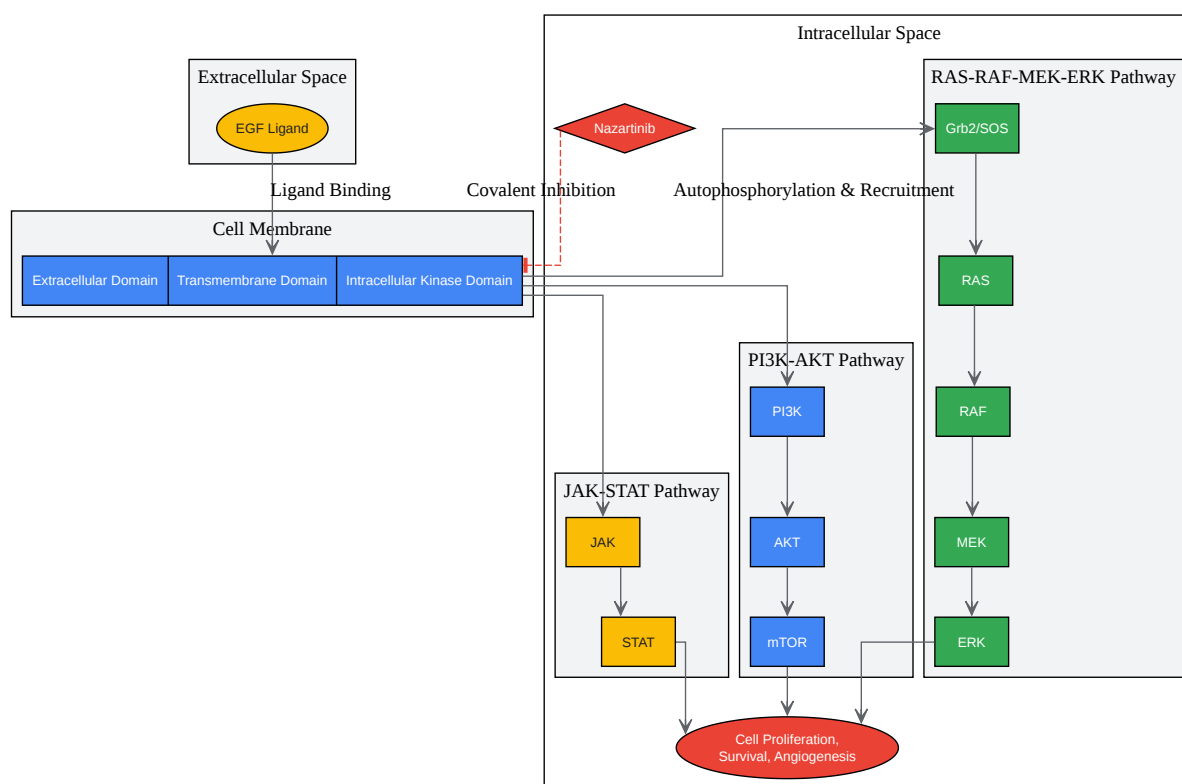 Intracellular Space
Extracellular Space
RAS-RAF-MEK-ERK Pathway
EGF Ligand
Nazartinib
Grb2/SOS
Ligand Binding
Covalent Inhibition
Autophosphorylation & Recruitment
Cell Membrane
Extracellular Domain
Transmembrane Domain
Intracellular Kinase Domain
RAS
PI3K-AKT Pathway
PI3K
RAF
JAK-STAT Pathway
JAK
AKT
MEK
STAT
mTOR
ERK
Cell Proliferation,
Survival, Angiogenesis